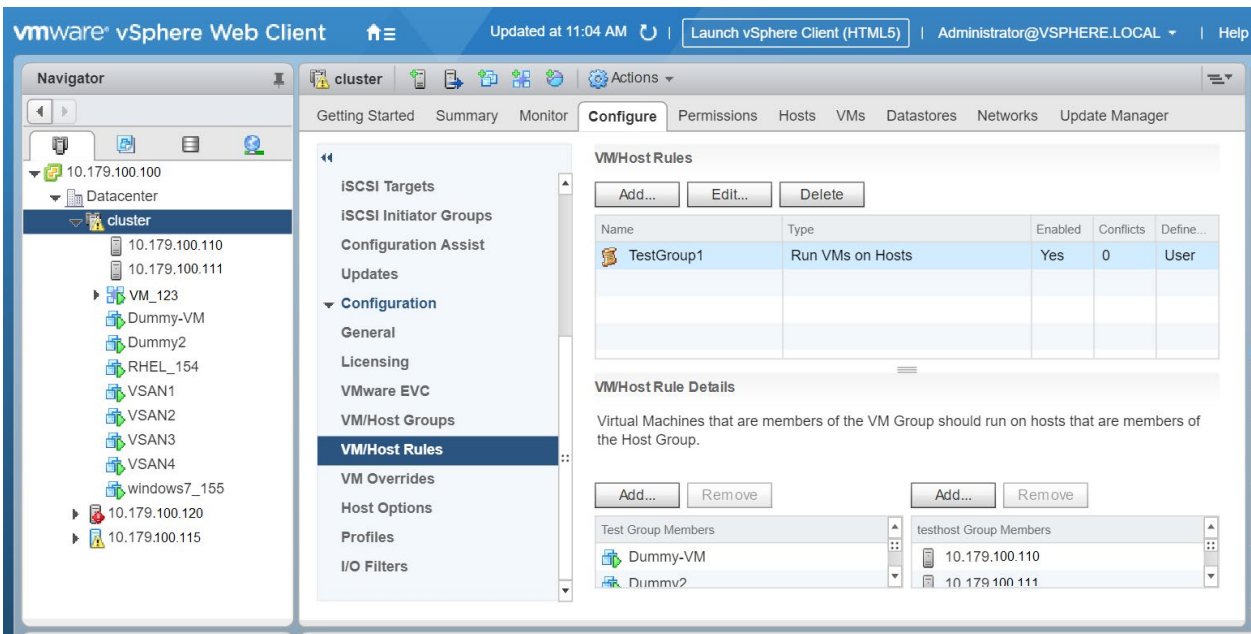 vmware® vSphere Web Client
Updated at 11:04 AM | Launch vSphere Client (HTML5) | Administrator@VSPHERE.LOCAL | Help
Navigator
10.179.100.100
Datacenter
cluster
10.179.100.110
10.179.100.111
VM_123
Dummy-VM
Dummy2
RHEL_154
VSAN1
VSAN2
VSAN3
VSAN4
windows7_155
10.179.100.120
10.179.100.115
cluster Actions
Getting Started Summary Monitor Configure Permissions Hosts VMs Datastores Networks Update Manager
iSCSI Targets
iSCSI Initiator Groups
Configuration Assist
Updates
Configuration
General
Licensing
VMware EVC
VM/Host Groups
VM/Host Rules
VM Overrides
Host Options
Profiles
I/O Filters
VM/Host Rules
Add... Edit... Delete
Name Type Enabled Conflicts Define...
TestGroup1 Run VMs on Hosts Yes 0 User
VM/Host Rule Details
Virtual Machines that are members of the VM Group should run on hosts that are members of
the Host Group.
Add... Remove Add... Remove
Test Group Members testhost Group Members
Dummy-VM 10.179.100.110
Dummy2 10.179.100.111